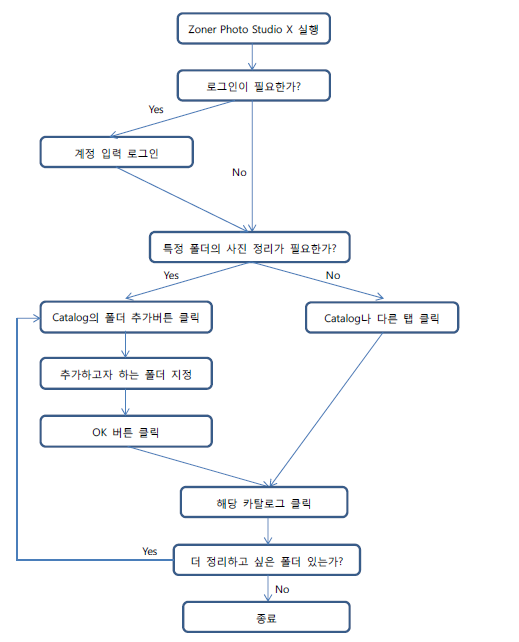 Zoner Photo Studio X 실행
로그인이 필요한가?
Yes
계정 입력 로그인
No
특정 폴더의 사진 정리가 필요한가?
Yes
No
Catalog의 폴더 추가버튼 클릭
Catalog나 다른 탭 클릭
추가하고자 하는 폴더 지정
OK 버튼 클릭
해당 카탈로그 클릭
Yes
더 정리하고 싶은 폴더 있는가?
No
종료